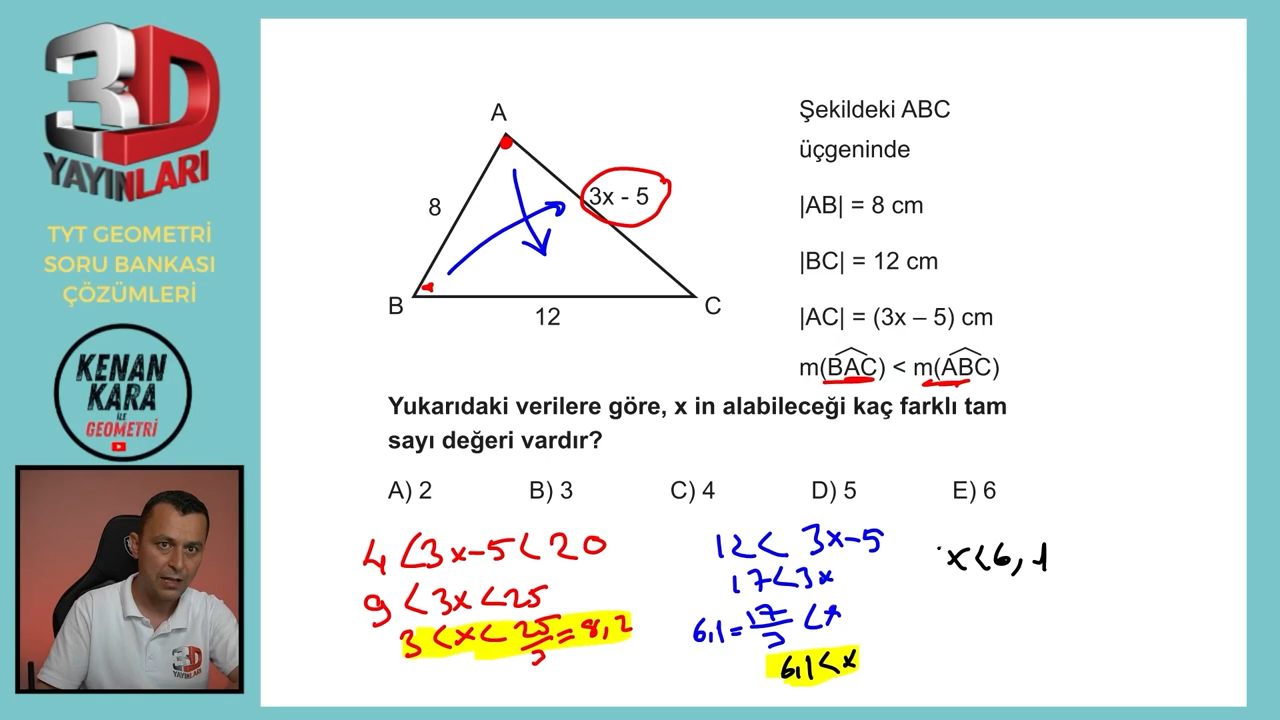 3D
YAYINLARI
TYT GEOMETRİ
SORU BANKASI
ÇÖZÜMLERİ
KENAN
KARA
İLE
GEOMETRİ
3D
YAYINLARI
A
8
3x - 5
B
12
C
Şekildeki ABC
üçgeninde
|AB| = 8 cm
|BC| = 12 cm
|AC| = (3x – 5) cm
m(BAC) < m(ABC)
Yukarıdaki verilere göre, x in alabileceği kaç farklı tam
sayı değeri vardır?
A) 2 B) 3 C) 4 D) 5 E) 6
4 < 3x-5 < 20
9 < 3x < 25
3 < x < 25/3 = 8,2
12 < 3x-5
17 < 3x
6,1 = 17/3 < x
6,1 < x
x < 6, 1